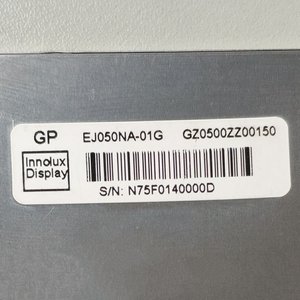 GP EJ050NA-01G GZ0500ZZ00150
Innolux
Display
S/N: N75F0140000D